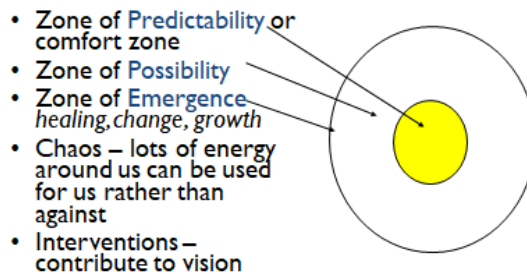 • Zone of Predictability or
comfort zone
• Zone of Possibility
• Zone of Emergence
healing, change, growth
• Chaos – lots of energy
around us can be used
for us rather than
against
• Interventions –
contribute to vision